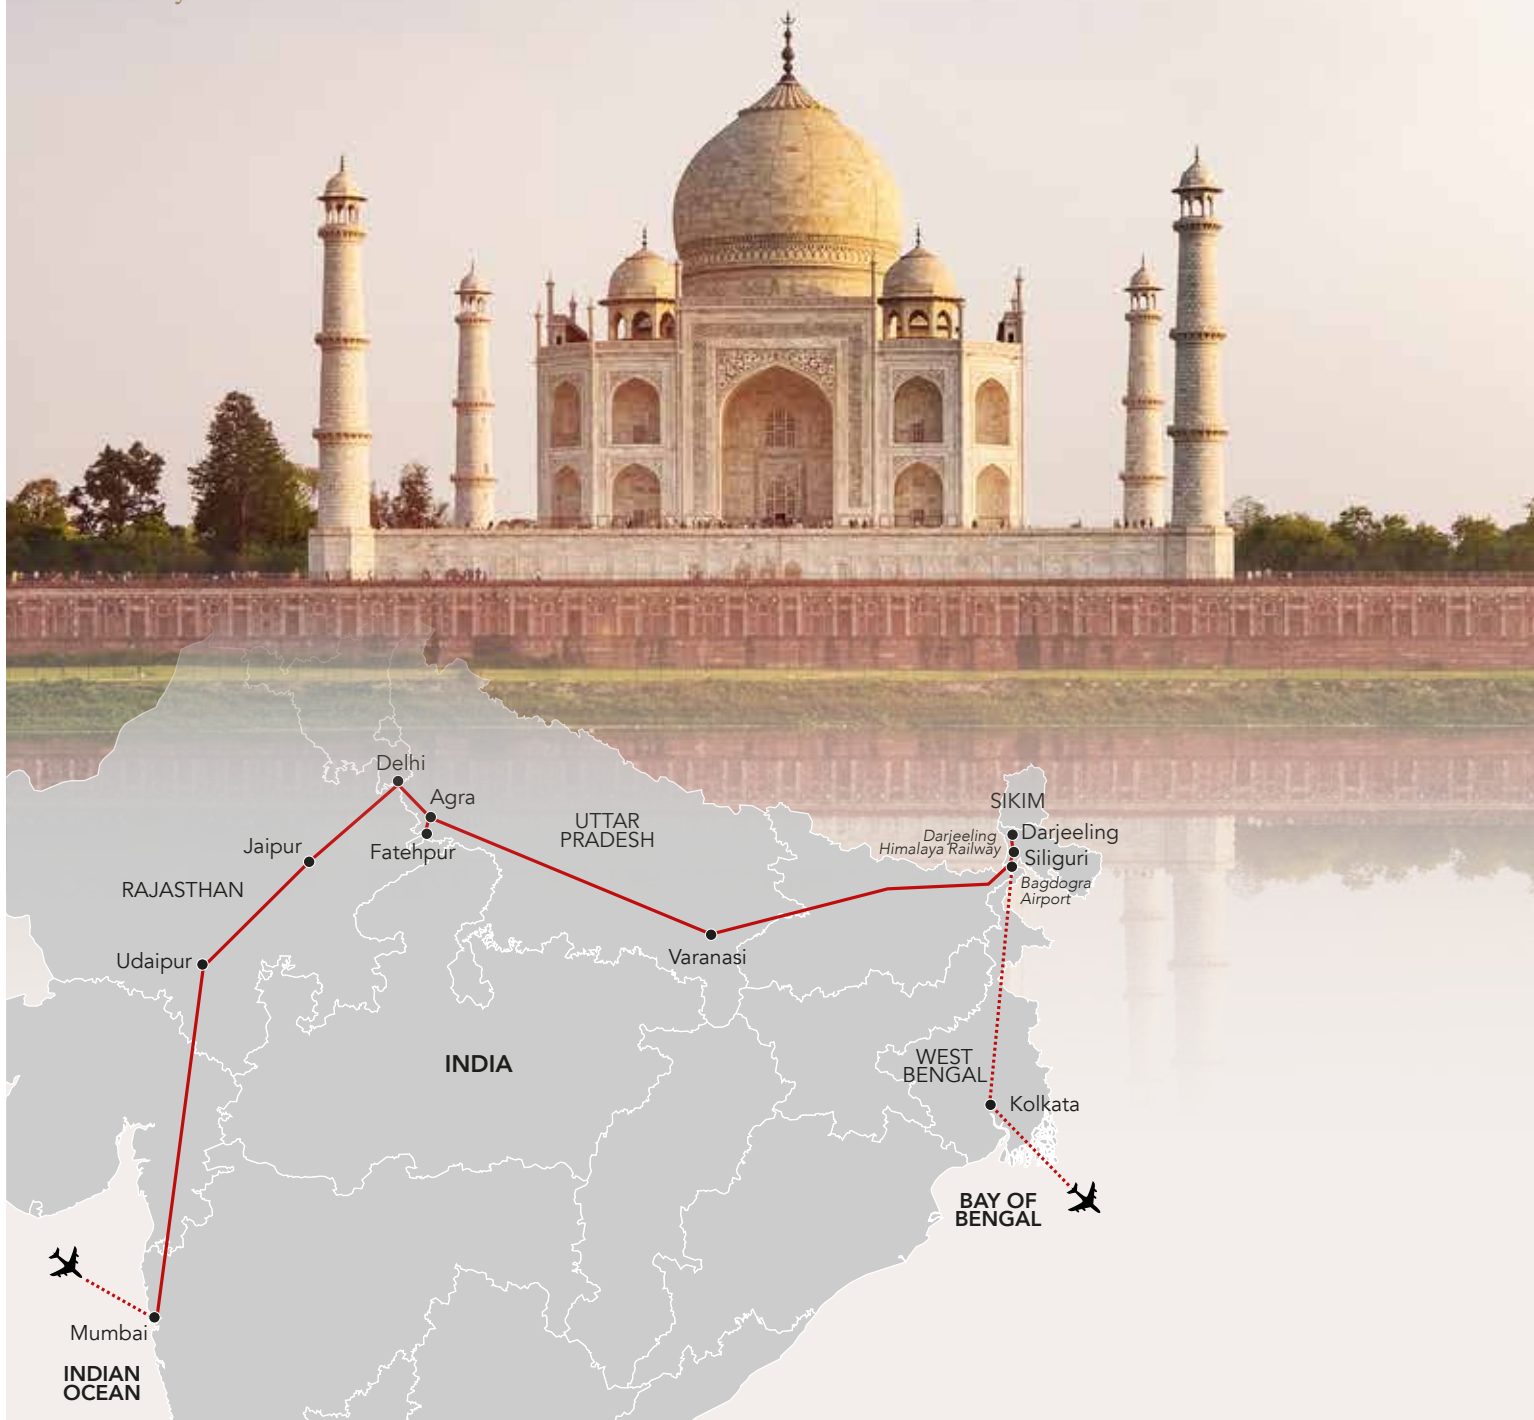 Delhi
Agra
UTTAR
PRADESH
SIKIM
Darjeeling
Himalaya Railway
Darjeeling
Siliguri
Bagdogra
Airport
Jaipur
Fatehpur
RAJASTHAN
Udaipur
Varanasi
INDIA
WEST
BENGAL
Kolkata
BAY OF
BENGAL
Mumbai
INDIAN
OCEAN